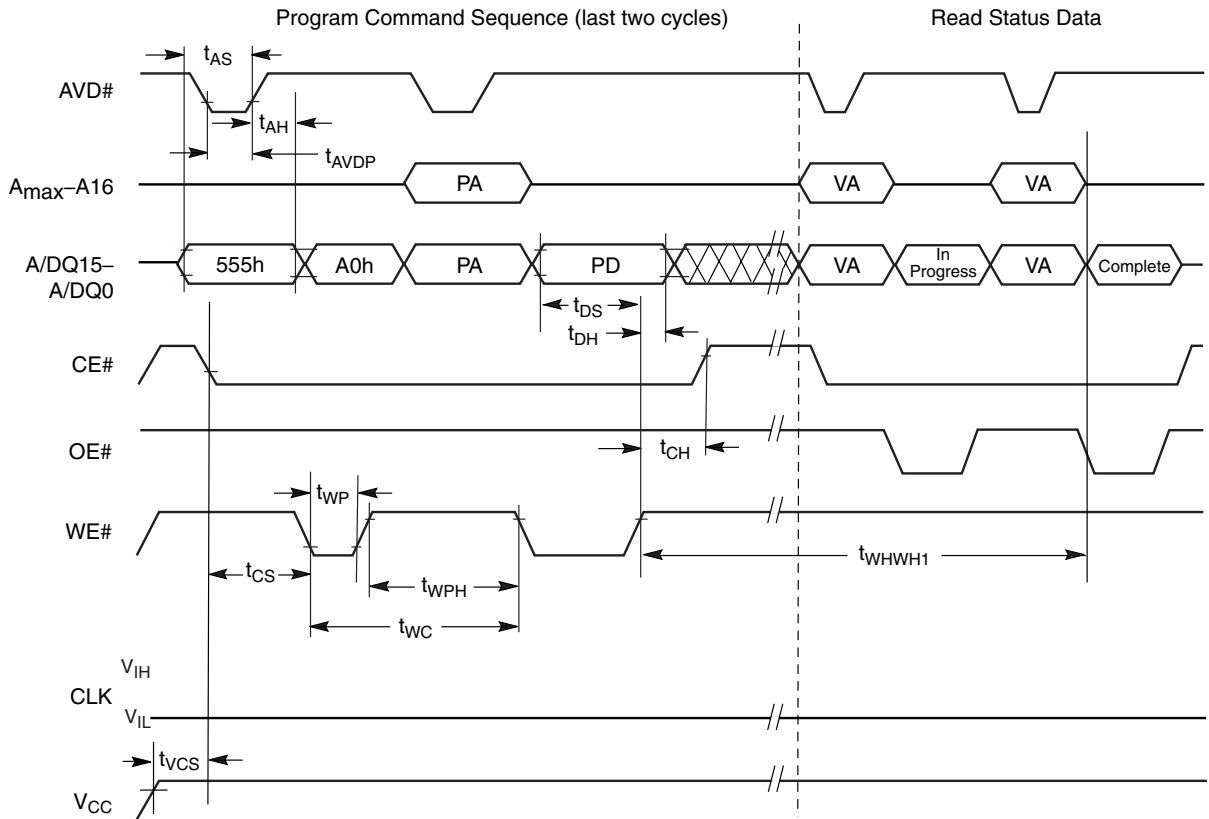 Program Command Sequence (last two cycles)
Read Status Data
tAS
AVD#
tAH
tAVDP
Amax–A16
PA
VA
VA
A/DQ15–
A/DQ0
555h
A0h
PA
PD
VA
In
Progress
VA
Complete
tDS
tDH
CE#
OE#
tCH
tWP
WE#
tWHWH1
tCS
tWPH
tWC
VIH
CLK
VIL
tVCS
VCC